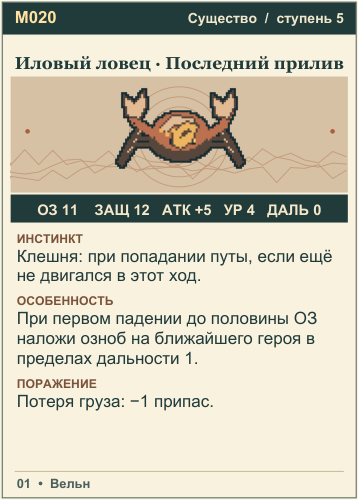 M020 Существо / ступень 5
Иловый ловец · Последний прилив
ОЗ 11 ЗАЩ 12 АТК +5 УР 4 ДАЛЬ 0
ИНСТИНКТ
Клешня: при попадании путы, если ещё
не двигался в этот ход.
ОСОБЕННОСТЬ
При первом падении до половины ОЗ
наложи озноб на ближайшего героя в
пределах дальности 1.
ПОРАЖЕНИЕ
Потеря груза: −1 припас.
01 • Вельн